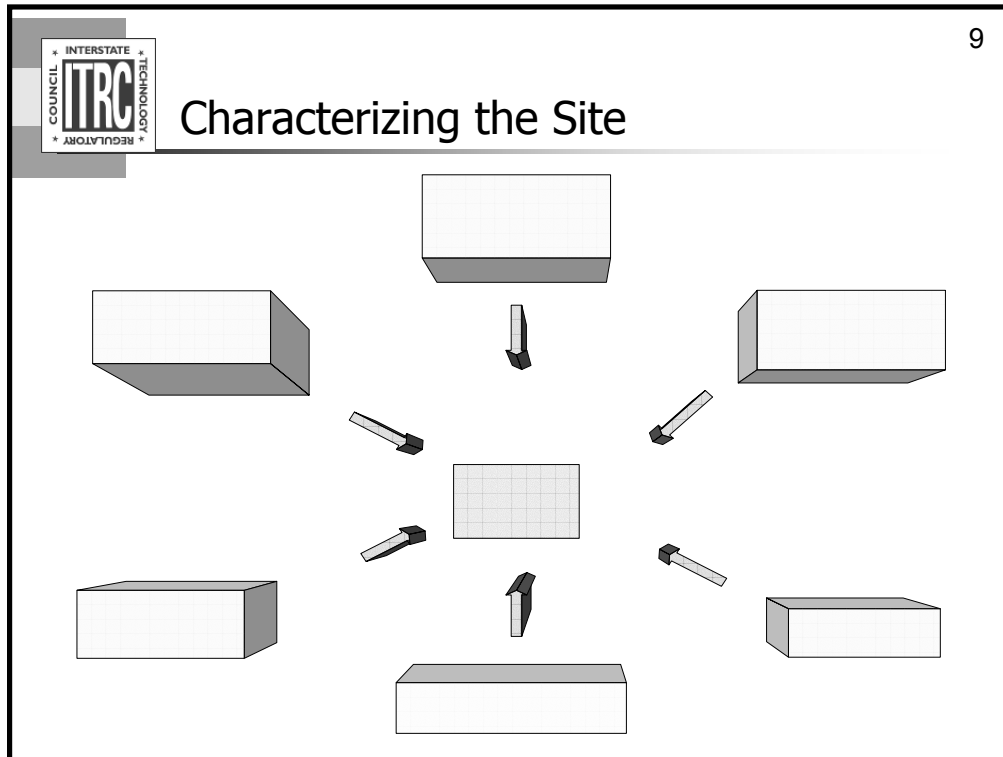 9
INTERSTATE
TECHNOLOGY
REGULATORY
COUNCIL
ITRC
Characterizing the Site